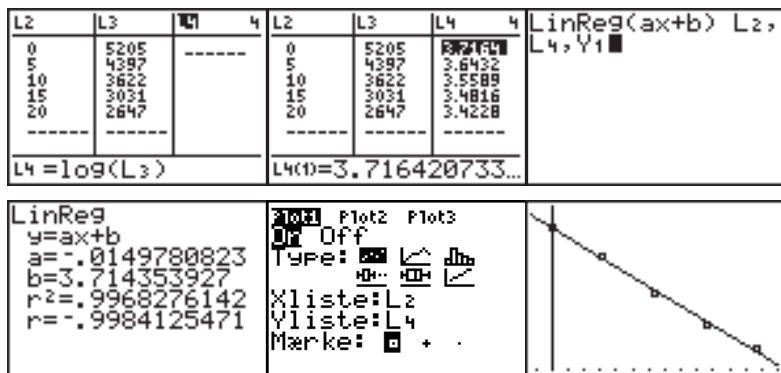 L2 L3 L4 4
0 5205 ------
5 4397
10 3622
15 3031
20 2647
------ ------
L4 =log(L3)
L2 L3 L4 4
0 5205 3.7164
5 4397 3.6432
10 3622 3.5589
15 3031 3.4816
20 2647 3.4228
------ ------ ------
L4(1)=3.716420733…
LinReg(ax+b) L2,
L4,Y1
LinReg
y=ax+b
a=-.0149780823
b=3.714353927
r²=.9968276142
r=-.9984125471
Plot1 Plot2 Plot3
On Off
Type:
Xliste:L2
Yliste:L4
Mærke: □ + ·